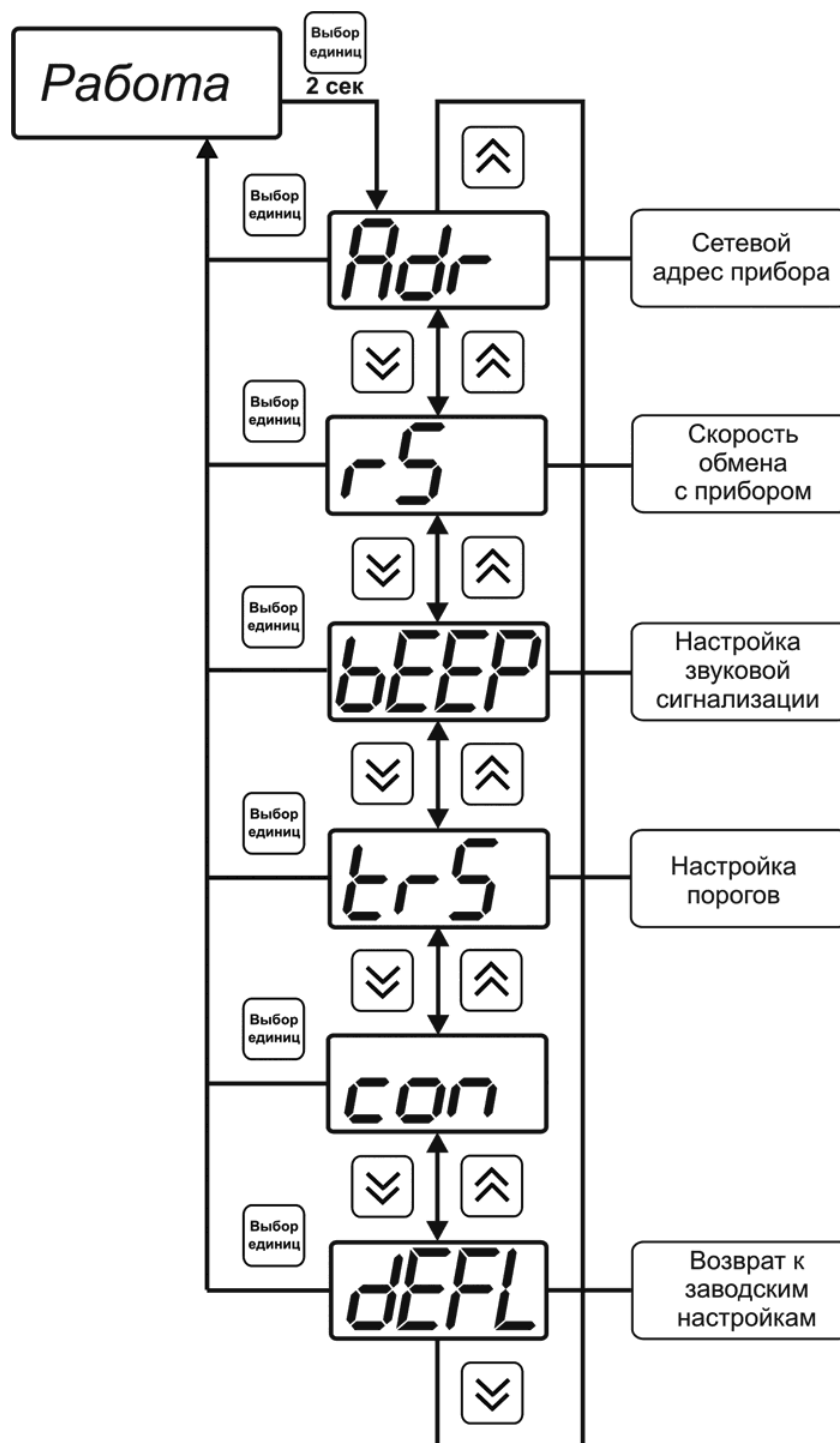 Выбор
единиц
2 сек
Работа
Выбор
единиц
Adr
Сетевой
адрес прибора
Выбор
единиц
rS
Скорость
обмена
с прибором
Выбор
единиц
bEEP
Настройка
звуковой
сигнализации
Выбор
единиц
trS
Настройка
порогов
Выбор
единиц
con
Выбор
единиц
dEFL
Возврат к
заводским
настройкам